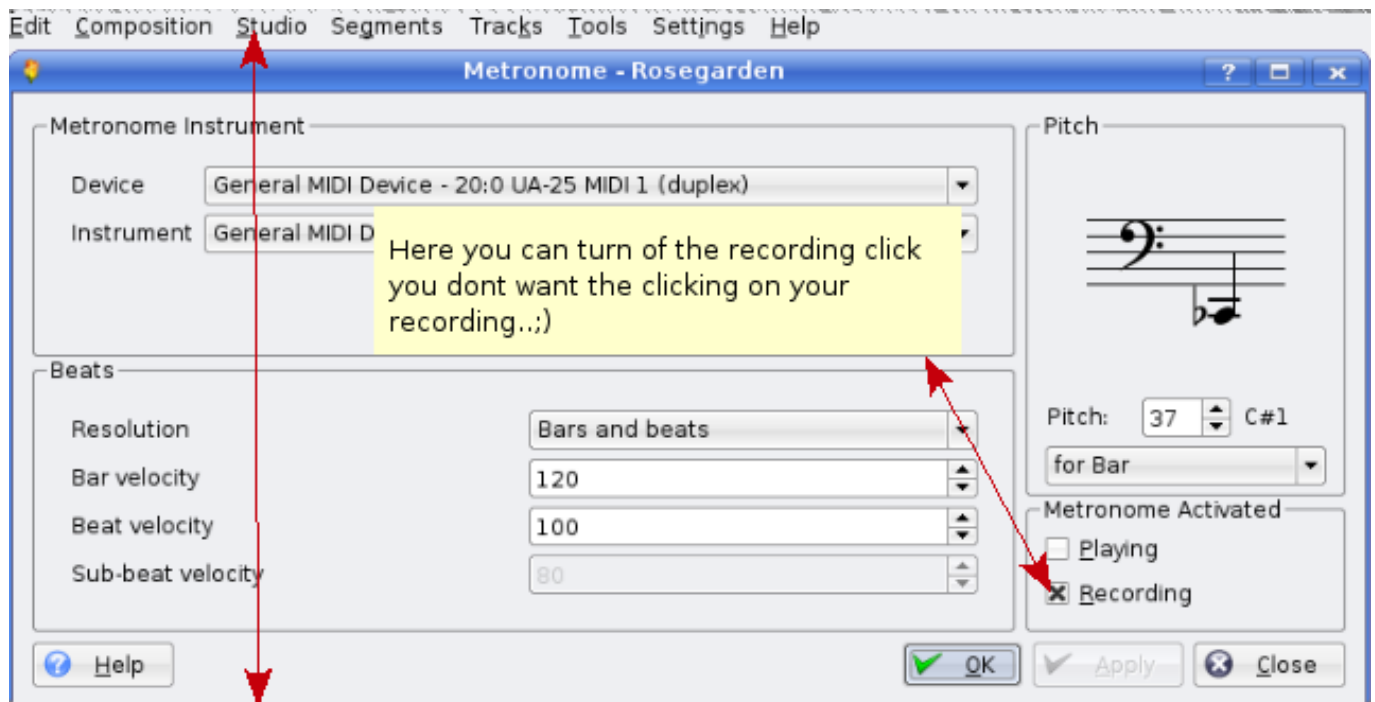 Edit Composition Studio Segments Tracks Tools Settings Help
Metronome - Rosegarden
Metronome Instrument
Device General MIDI Device - 20:0 UA-25 MIDI 1 (duplex)
Instrument General MIDI D
Here you can turn of the recording click
you dont want the clicking on your
recording..;)
Beats
Resolution Bars and beats
Bar velocity 120
Beat velocity 100
Sub-beat velocity 80
Pitch
Pitch: 37 C#1
for Bar
Metronome Activated
Playing
Recording
Help OK Apply Close